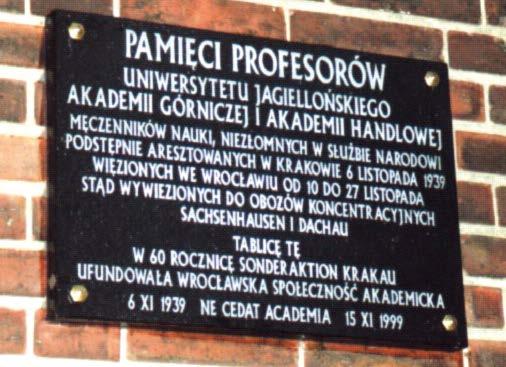 PAMIĘCI PROFESORÓW
UNIWERSYTETU JAGIELLOŃSKIEGO
AKADEMII GÓRNICZEJ I AKADEMII HANDLOWEJ
MĘCZENNIKÓW NAUKI, NIEZŁOMNYCH W SŁUŻBIE NARODOWI
PODSTĘPNIE ARESZTOWANYCH W KRAKOWIE 6 LISTOPADA 1939
WIĘZIONYCH WE WROCŁAWIU OD 10 DO 27 LISTOPADA
STĄD WYWIEZIONYCH DO OBOZÓW KONCENTRACYJNYCH
SACHSENHAUSEN I DACHAU
TABLICĘ TĘ
W 60 ROCZNICĘ SONDERAKTION KRAKAU
UFUNDOWAŁA WROCŁAWSKA SPOŁECZNOŚĆ AKADEMICKA
6 XI 1939 NE CEDAT ACADEMIA 15 XI 1999